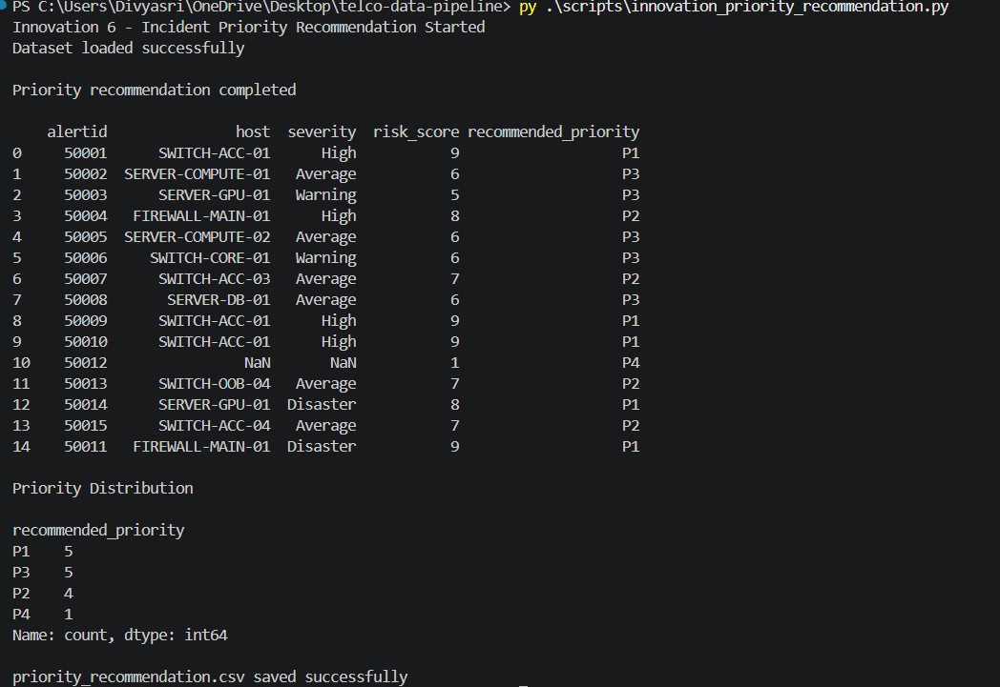 PS C:\Users\Divyasri\OneDrive\Desktop\telco-data-pipeline> py .\scripts\innovation_priority_recommendation.py
Innovation 6 - Incident Priority Recommendation Started
Dataset loaded successfully
Priority recommendation completed
alertid host severity risk_score recommended_priority
0 50001 SWITCH-ACC-01 High 9 P1
1 50002 SERVER-COMPUTE-01 Average 6 P3
2 50003 SERVER-GPU-01 Warning 5 P3
3 50004 FIREWALL-MAIN-01 High 8 P2
4 50005 SERVER-COMPUTE-02 Average 6 P3
5 50006 SWITCH-CORE-01 Warning 6 P3
6 50007 SWITCH-ACC-03 Average 7 P2
7 50008 SERVER-DB-01 Average 6 P3
8 50009 SWITCH-ACC-01 High 9 P1
9 50010 SWITCH-ACC-01 High 9 P1
10 50012 NaN NaN 1 P4
11 50013 SWITCH-OOB-04 Average 7 P2
12 50014 SERVER-GPU-01 Disaster 8 P1
13 50015 SWITCH-ACC-04 Average 7 P2
14 50011 FIREWALL-MAIN-01 Disaster 9 P1
Priority Distribution
recommended_priority
P1 5
P3 5
P2 4
P4 1
Name: count, dtype: int64
priority_recommendation.csv saved successfully